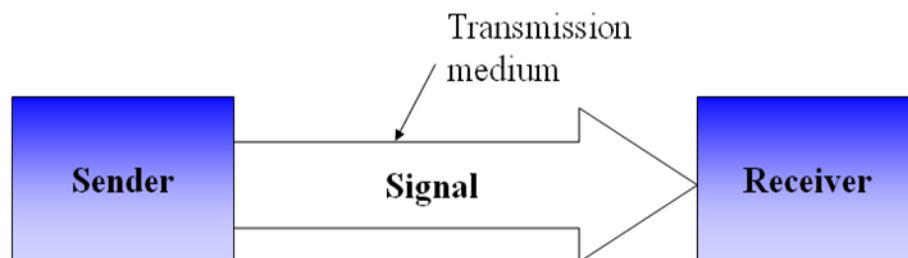 Transmission
medium
Sender
Signal
Receiver